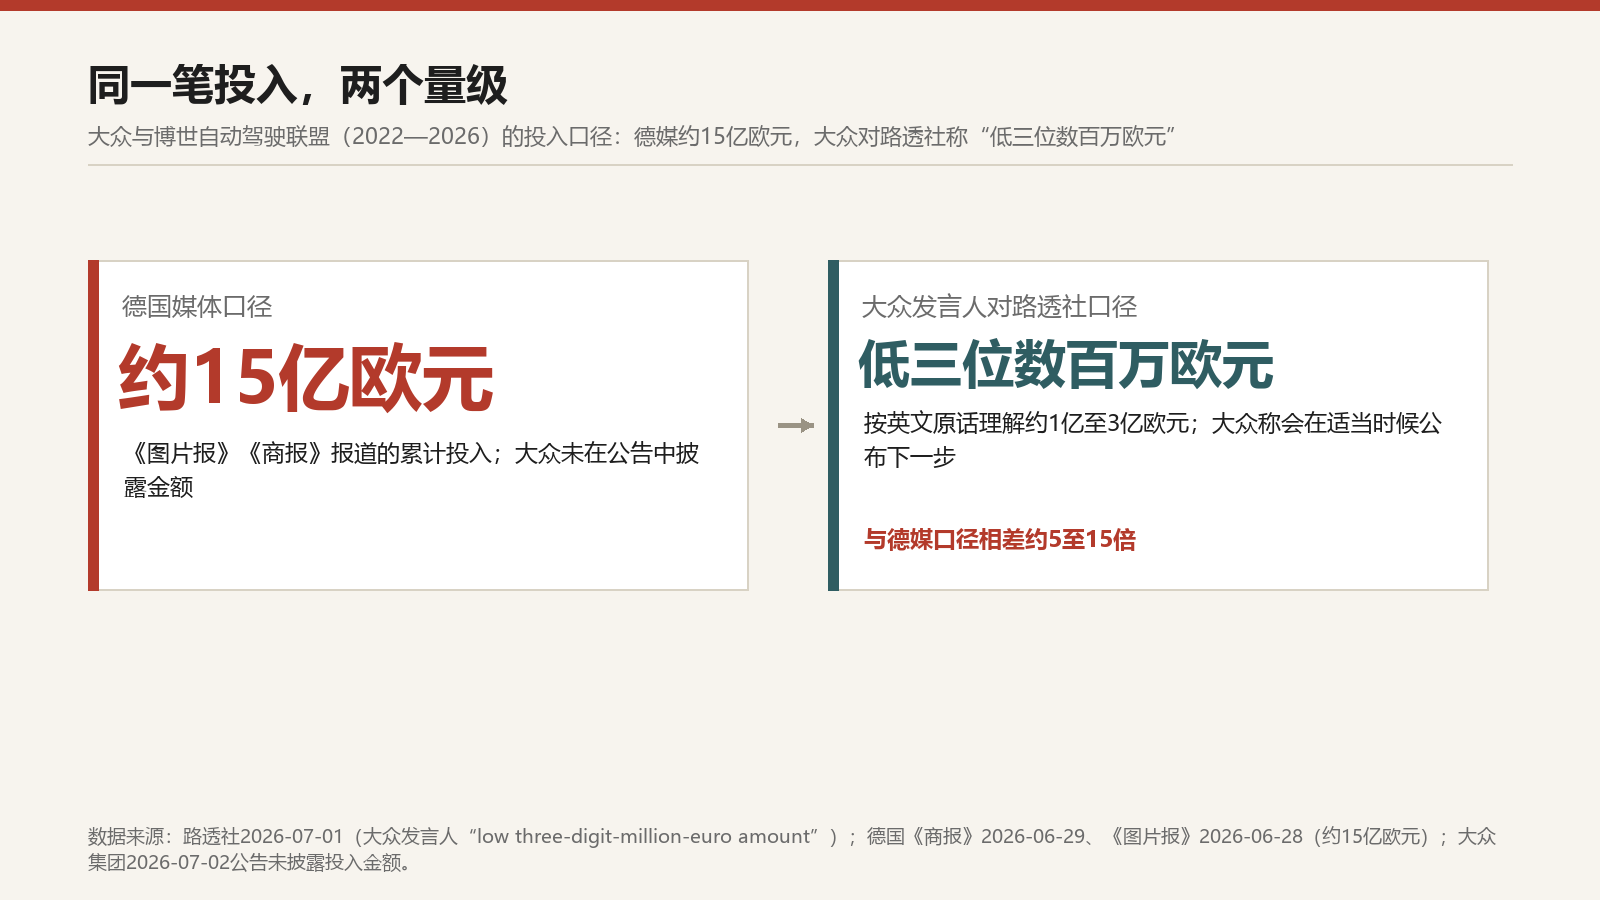 同一笔投入，两个量级
大众与博世自动驾驶联盟（2022—2026）的投入口径：德媒约15亿欧元，大众对路透社称“低三位数百万欧元”
德国媒体口径
约15亿欧元
《图片报》《商报》报道的累计投入；大众未在公告中披
露金额
大众发言人对路透社口径
低三位数百万欧元
按英文原话理解约1亿至3亿欧元；大众称会在适当时候公
布下一步
与德媒口径相差约5至15倍
数据来源：路透社2026-07-01（大众发言人“low three-digit-million-euro amount”）；德国《商报》2026-06-29、《图片报》2026-06-28（约15亿欧元）；大众
集团2026-07-02公告未披露投入金额。